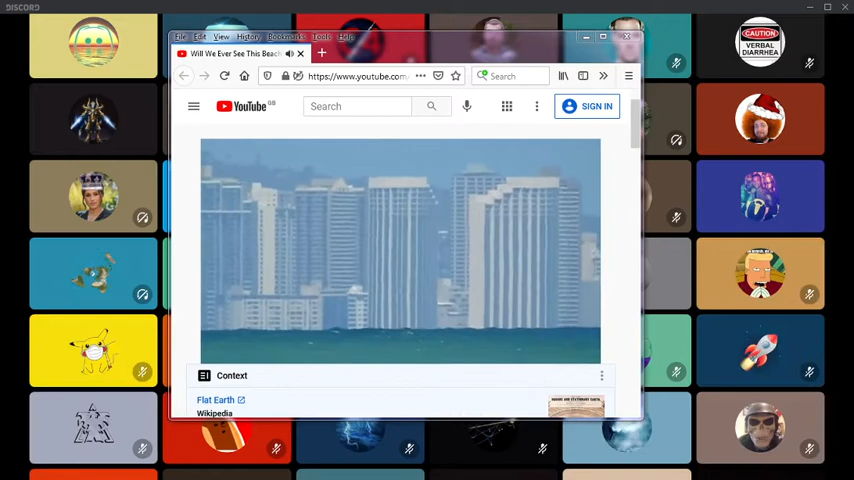 DISCORD
File Edit View History Bookmarks Tools Help
Will We Ever See This Beach
https://www.youtube.com/
Search
YouTube GB
Search
SIGN IN
CAUTION
VERBAL
DIARRHEA
Context
Flat Earth
Wikipedia